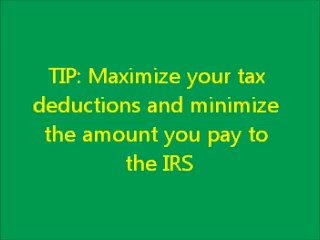 TIP: Maximize your tax
deductions and minimize
the amount you pay to
the IRS